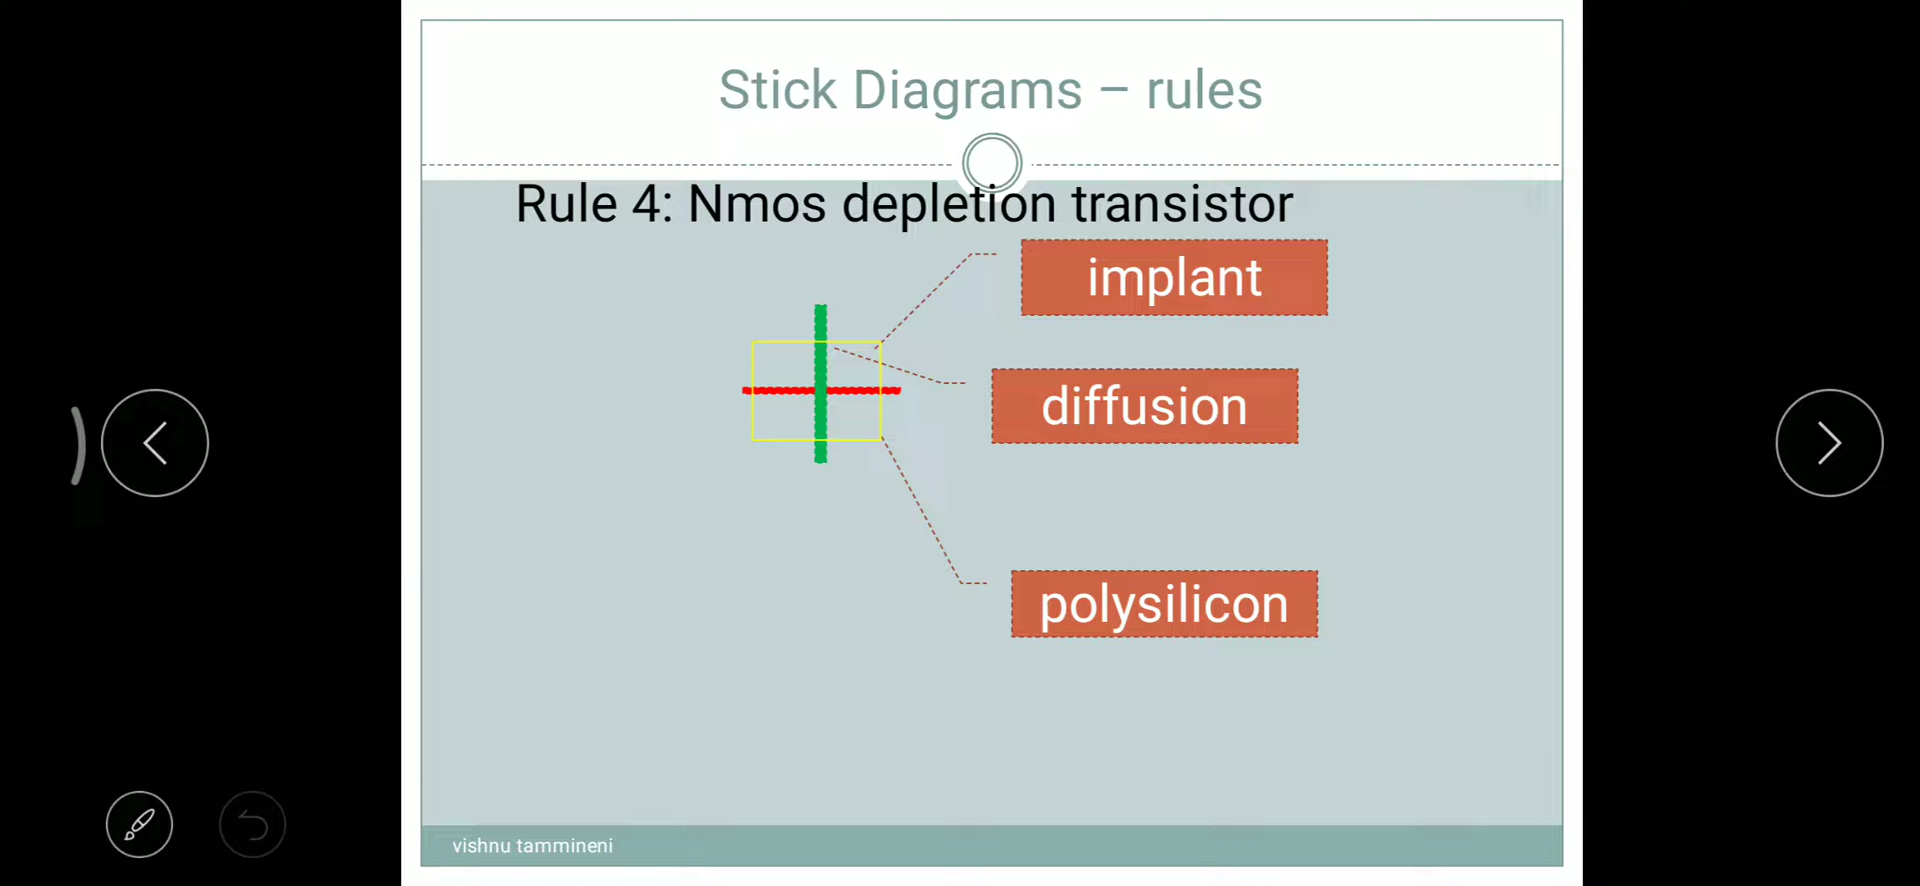 Stick Diagrams – rules
Rule 4: Nmos depletion transistor
implant
diffusion
polysilicon
vishnu tammineni